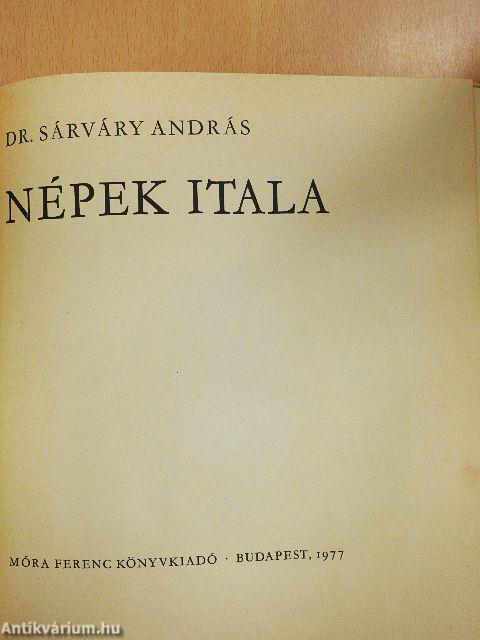 DR. SÁRVÁRY ANDRÁS
NÉPEK ITALA
MÓRA FERENC KÖNYVKIADÓ · BUDAPEST, 1977
Antikvárium.hu